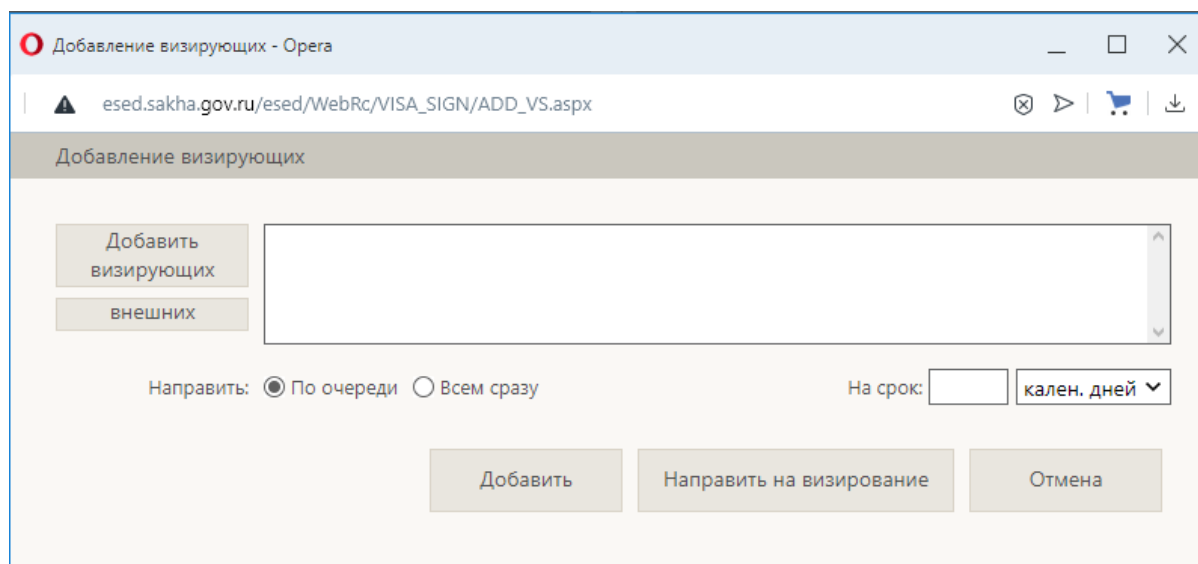 Добавление визирующих - Opera
esed.sakha.gov.ru/esed/WebRc/VISA_SIGN/ADD_VS.aspx
Добавление визирующих
Добавить
визирующих
внешних
Направить: По очереди Всем сразу На срок: кален. дней
Добавить Направить на визирование Отмена